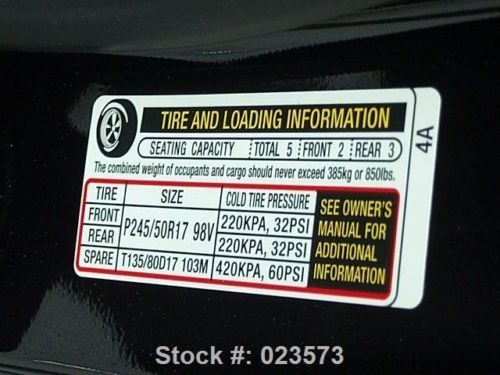 TIRE AND LOADING INFORMATION
SEATING CAPACITY TOTAL 5 FRONT 2 REAR 3
The combined weight of occupants and cargo should never exceed 385kg or 850lbs.
TIRE SIZE COLD TIRE PRESSURE
FRONT P245/50R17 98V 220KPA, 32PSI
REAR 220KPA, 32PSI
SPARE T135/80D17 103M 420KPA, 60PSI
SEE OWNER'S
MANUAL FOR
ADDITIONAL
INFORMATION
4A
Stock #: 023573